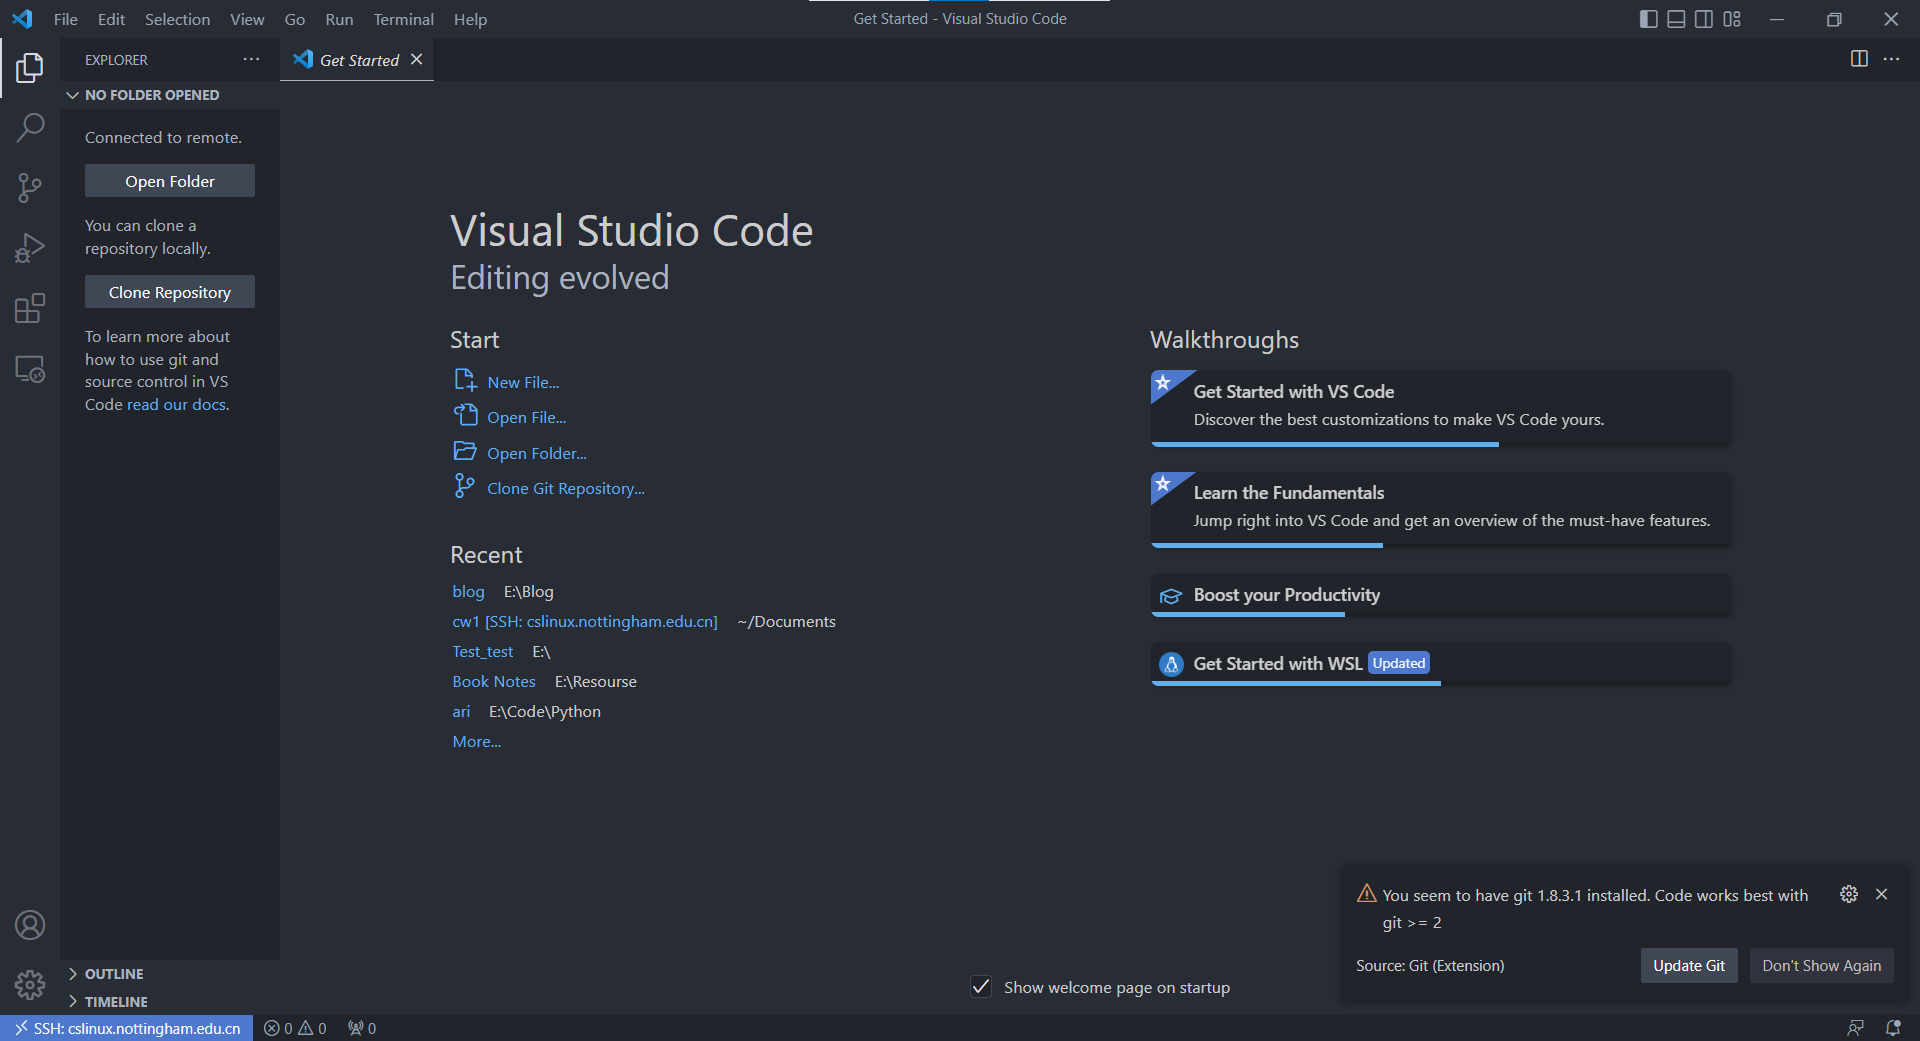 File Edit Selection View Go Run Terminal Help
Get Started - Visual Studio Code
EXPLORER
Get Started
NO FOLDER OPENED
Connected to remote.
Open Folder
You can clone a
repository locally.
Clone Repository
To learn more about
how to use git and
source control in VS
Code read our docs.
OUTLINE
TIMELINE
Visual Studio Code
Editing evolved
Start
New File...
Open File...
Open Folder...
Clone Git Repository...
Recent
blog E:\Blog
cw1 [SSH: cslinux.nottingham.edu.cn] ~/Documents
Test_test E:\
Book Notes E:\Resourse
ari E:\Code\Python
More...
Walkthroughs
Get Started with VS Code
Discover the best customizations to make VS Code yours.
Learn the Fundamentals
Jump right into VS Code and get an overview of the must-have features.
Boost your Productivity
Get Started with WSL Updated
Show welcome page on startup
You seem to have git 1.8.3.1 installed. Code works best with
git >= 2
Source: Git (Extension)
Update Git
Don't Show Again
SSH: cslinux.nottingham.edu.cn 0 0 0